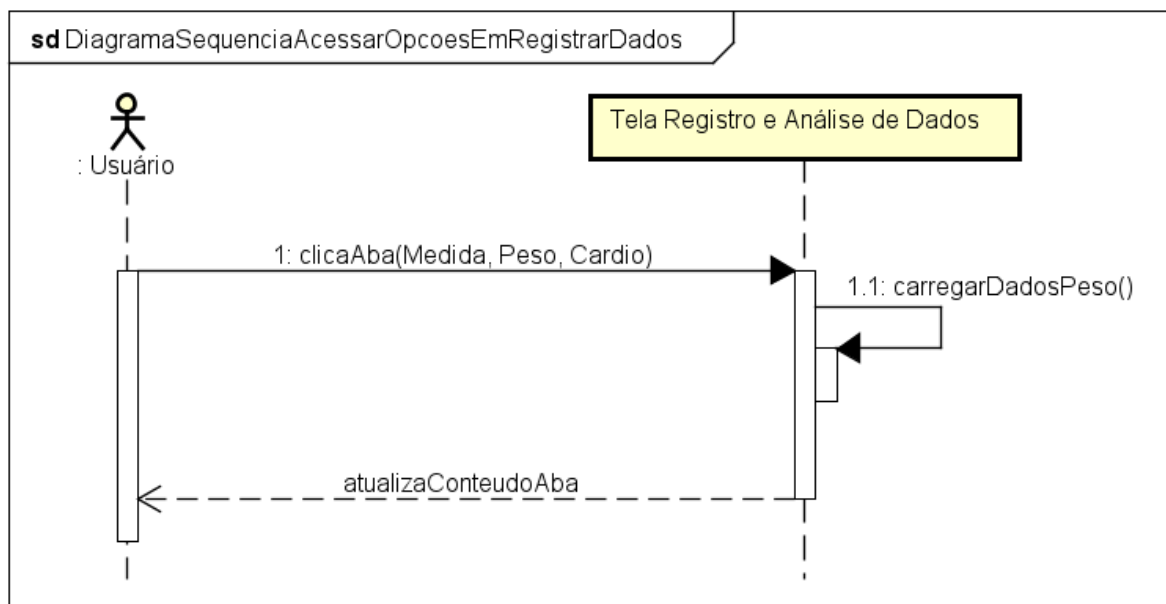 sd DiagramaSequenciaAcessarOpcoesEmRegistrarDados
Tela Registro e Análise de Dados
: Usuário
1: clicaAba(Medida, Peso, Cardio)
1.1: carregarDadosPeso()
atualizaConteudoAba